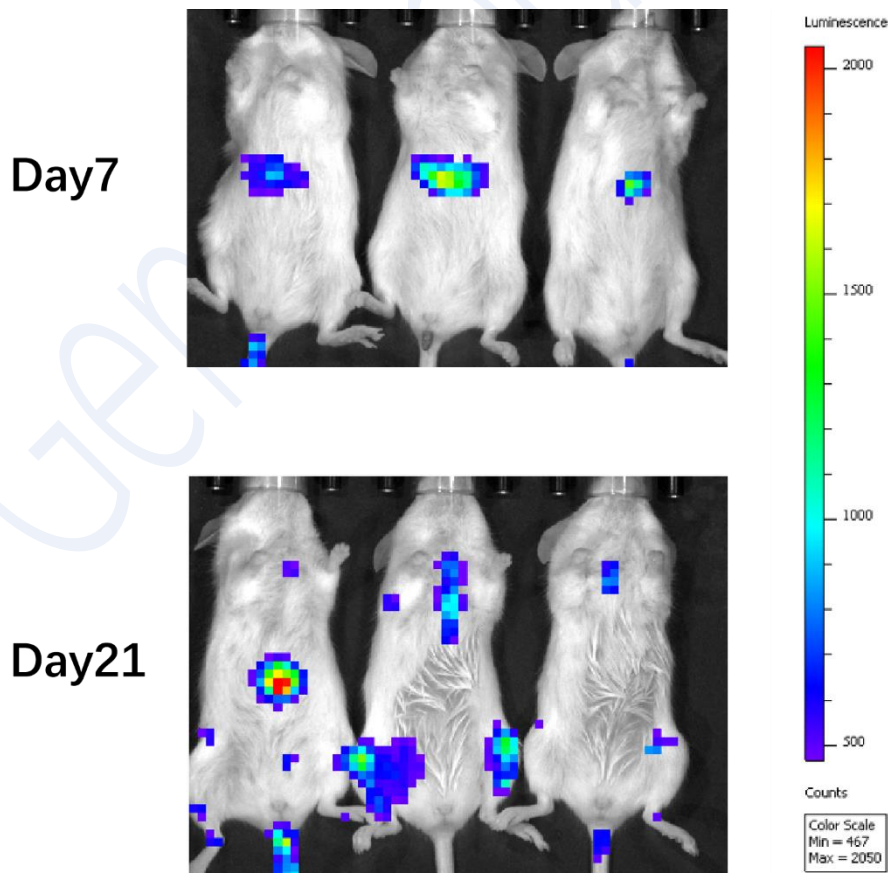 Luminescence
2000
Day7
1500
1000
Day21
500
Counts
Color Scale
Min = 467
Max = 2050